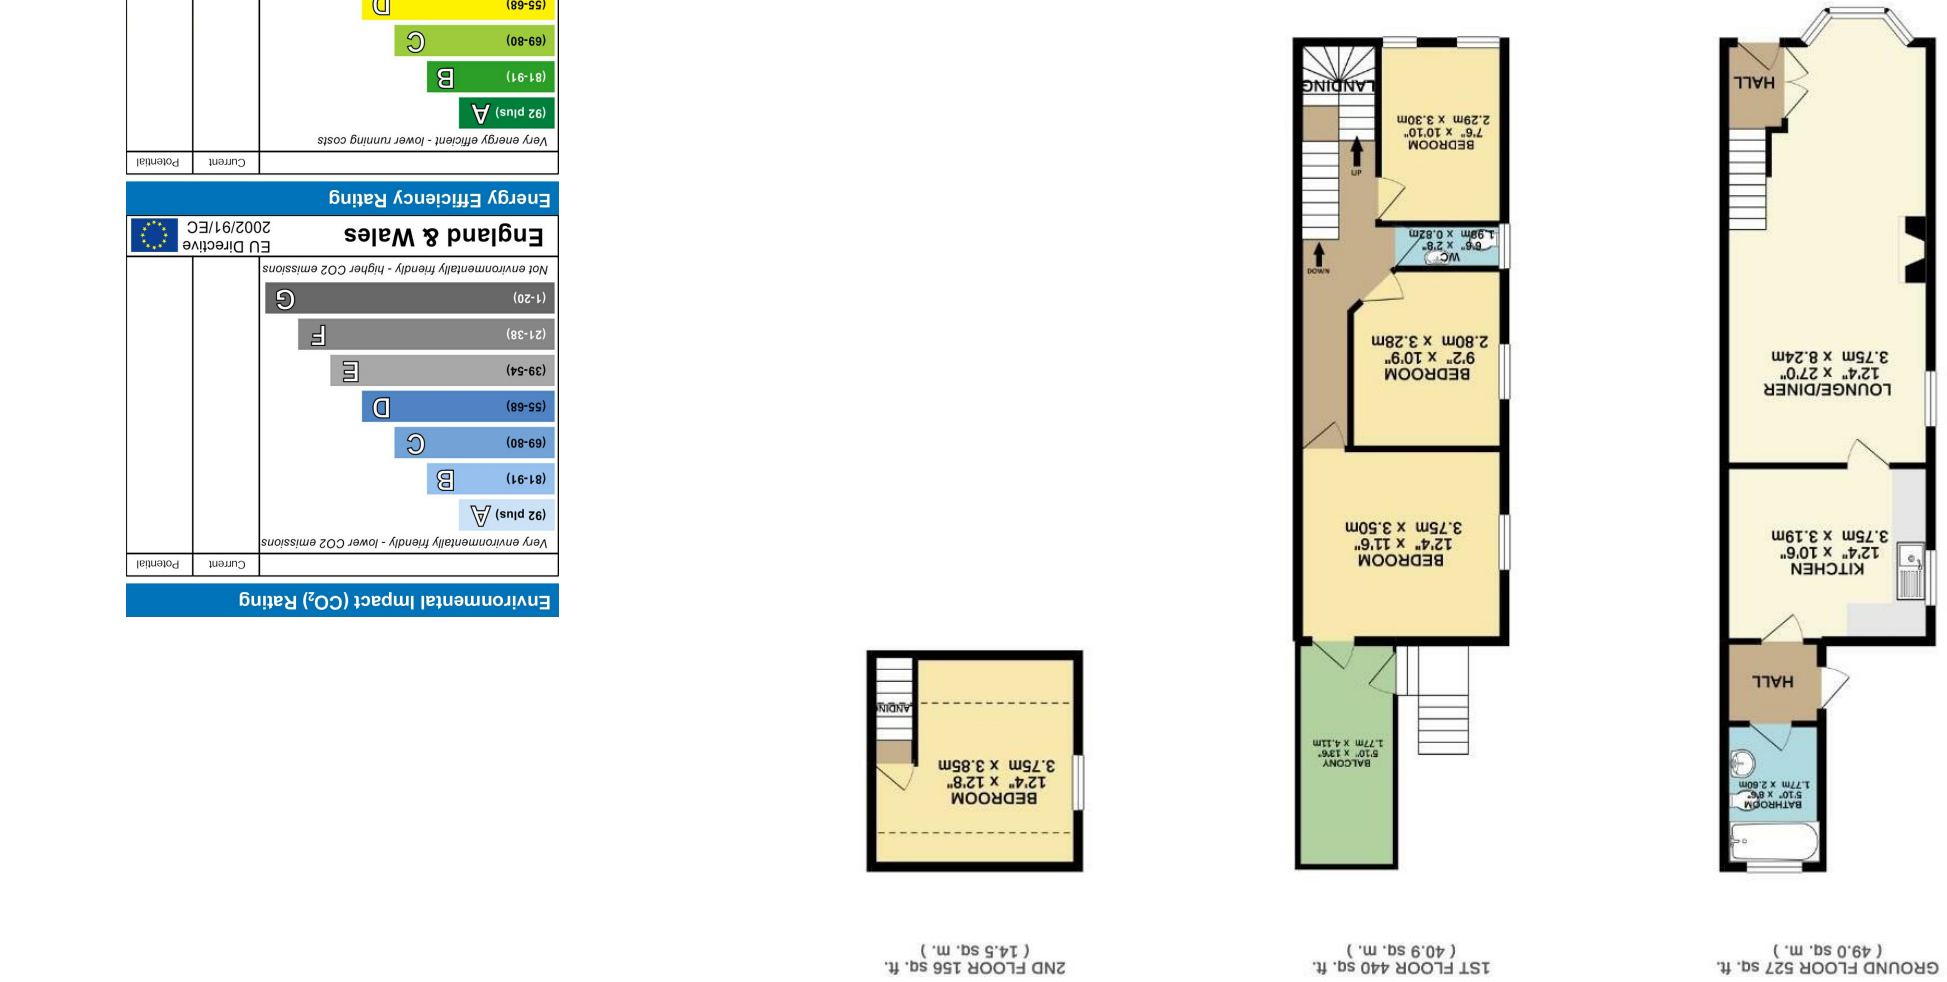 GROUND FLOOR 527 sq. ft.
( 49.0 sq. m. )
BATHROOM
5'10" x 8'6"
1.77m x 2.60m
HALL
KITCHEN
12'4" x 10'6"
3.75m x 3.19m
LOUNGE/DINER
12'4" x 27'0"
3.75m x 8.24m
HALL
1ST FLOOR 440 sq. ft.
( 40.9 sq. m. )
BALCONY
5'10" x 13'6"
1.77m x 4.11m
BEDROOM
12'4" x 11'6"
3.75m x 3.50m
BEDROOM
9'2" x 10'9"
2.80m x 3.28m
DOWN
WC
6'6" x 2'8"
1.98m x 0.82m
UP
BEDROOM
7'6" x 10'10"
2.29m x 3.30m
LANDING
2ND FLOOR 156 sq. ft.
( 14.5 sq. m. )
BEDROOM
12'4" x 12'8"
3.75m x 3.85m
LANDING
Environmental Impact (CO₂) Rating
Current Potential
Very environmentally friendly - lower CO2 emissions
(92 plus) A
(81-91) B
(69-80) C
(55-68) D
(39-54) E
(21-38) F
(1-20) G
Not environmentally friendly - higher CO2 emissions
England & Wales
EU Directive
2002/91/EC
Energy Efficiency Rating
Current Potential
Very energy efficient - lower running costs
(92 plus) A
(81-91) B
(69-80) C
(55-68) D